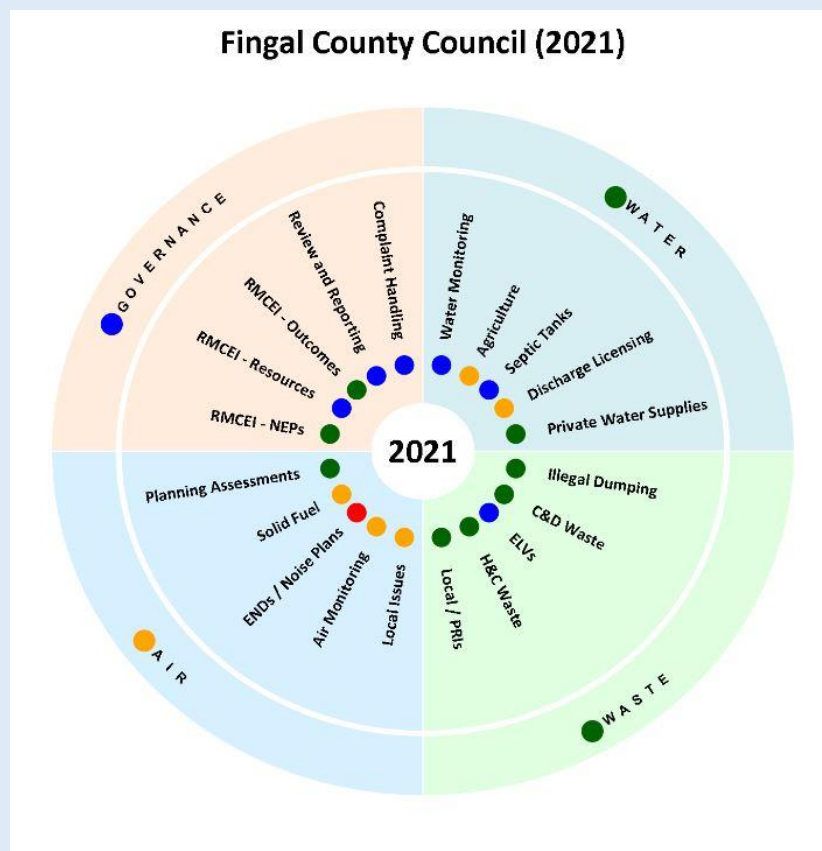 Fingal County Council (2021)
GOVERNANCE
WATER
Complaint Handling
Review and Reporting
RMCEI - Outcomes
RMCEI - Resources
RMCEI - NEPs
Water Monitoring
Agriculture
Septic Tanks
Discharge Licensing
Private Water Supplies
2021
Planning Assessments
Solid Fuel
ENDs / Noise Plans
Air Monitoring
Local Issues
Illegal Dumping
C&D Waste
ELVs
H&C Waste
Local / PRIs
AIR
WASTE